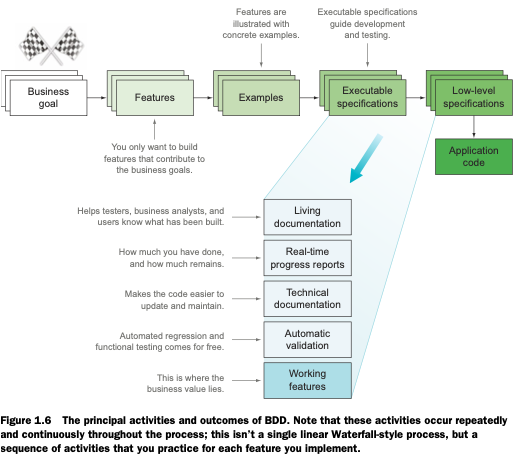 Features are
illustrated with
concrete examples.
Executable specifications
guide development
and testing.
Business
goal
Features
Examples
Executable
specifications
Low-level
specifications
You only want to build
features that contribute to
the business goals.
Application
code
Helps testers, business analysts, and
users know what has been built.
Living
documentation
How much you have done,
and how much remains.
Real-time
progress reports
Makes the code easier to
update and maintain.
Technical
documentation
Automated regression and
functional testing comes for free.
Automatic
validation
This is where the
business value lies.
Working
features
Figure 1.6 The principal activities and outcomes of BDD. Note that these activities occur repeatedly
and continuously throughout the process; this isn't a single linear Waterfall-style process, but a
sequence of activities that you practice for each feature you implement.